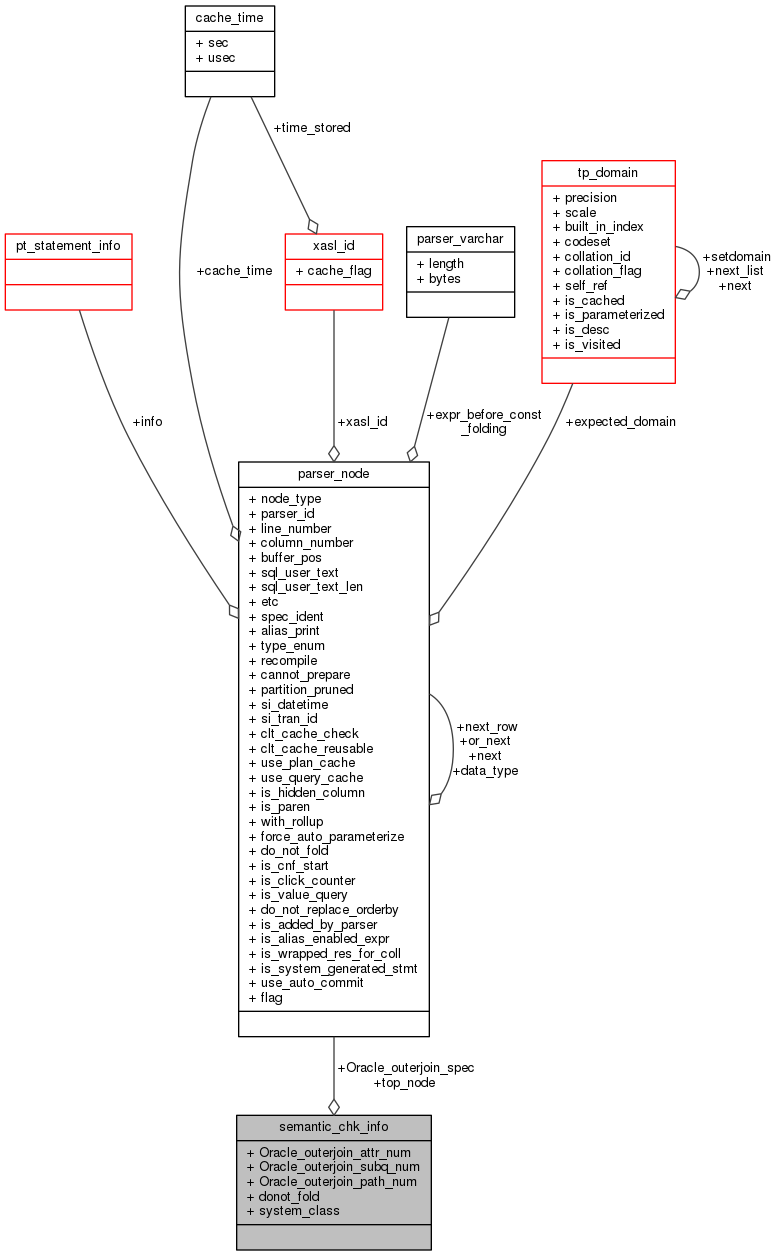 cache_time
+ sec
+ usec
+time_stored
tp_domain
+ precision
+ scale
+ built_in_index
+ codeset
+ collation_id
+ collation_flag
+ self_ref
+ is_cached
+ is_parameterized
+ is_desc
+ is_visited
+setdomain
+next_list
+next
pt_statement_info
+cache_time
xasl_id
+ cache_flag
parser_varchar
+ length
+ bytes
+info
+xasl_id
+expr_before_const
_folding
+expected_domain
parser_node
+ node_type
+ parser_id
+ line_number
+ column_number
+ buffer_pos
+ sql_user_text
+ sql_user_text_len
+ etc
+ spec_ident
+ alias_print
+ type_enum
+ recompile
+ cannot_prepare
+ partition_pruned
+ si_datetime
+ si_tran_id
+ clt_cache_check
+ clt_cache_reusable
+ use_plan_cache
+ use_query_cache
+ is_hidden_column
+ is_paren
+ with_rollup
+ force_auto_parameterize
+ do_not_fold
+ is_cnf_start
+ is_click_counter
+ is_value_query
+ do_not_replace_orderby
+ is_added_by_parser
+ is_alias_enabled_expr
+ is_wrapped_res_for_coll
+ is_system_generated_stmt
+ use_auto_commit
+ flag
+next_row
+or_next
+next
+data_type
+Oracle_outerjoin_spec
+top_node
semantic_chk_info
+ Oracle_outerjoin_attr_num
+ Oracle_outerjoin_subq_num
+ Oracle_outerjoin_path_num
+ donot_fold
+ system_class